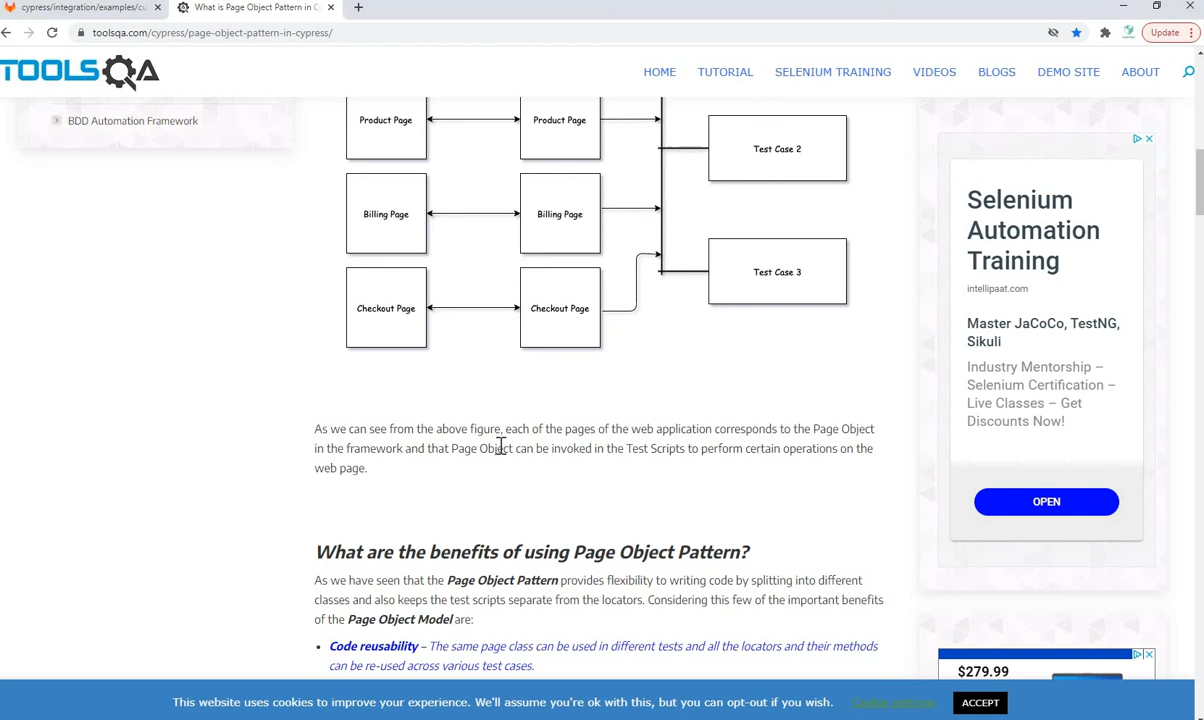 cypress/integration/examples/cu
What is Page Object Pattern in C
toolsqa.com/cypress/page-object-pattern-in-cypress/
Update
TOOLSQA
HOME TUTORIAL SELENIUM TRAINING VIDEOS BLOGS DEMO SITE ABOUT
BDD Automation Framework
Product Page
Product Page
Test Case 2
Billing Page
Billing Page
Test Case 3
Checkout Page
Checkout Page
As we can see from the above figure, each of the pages of the web application corresponds to the Page Object
in the framework and that Page Object can be invoked in the Test Scripts to perform certain operations on the
web page.
What are the benefits of using Page Object Pattern?
As we have seen that the Page Object Pattern provides flexibility to writing code by splitting into different
classes and also keeps the test scripts separate from the locators. Considering this few of the important benefits
of the Page Object Model are:
• Code reusability – The same page class can be used in different tests and all the locators and their methods
can be re-used across various test cases.
Selenium
Automation
Training
intellipaat.com
Master JaCoCo, TestNG,
Sikuli
Industry Mentorship –
Selenium Certification –
Live Classes – Get
Discounts Now!
OPEN
$279.99
This website uses cookies to improve your experience. We'll assume you're ok with this, but you can opt-out if you wish.
ACCEPT